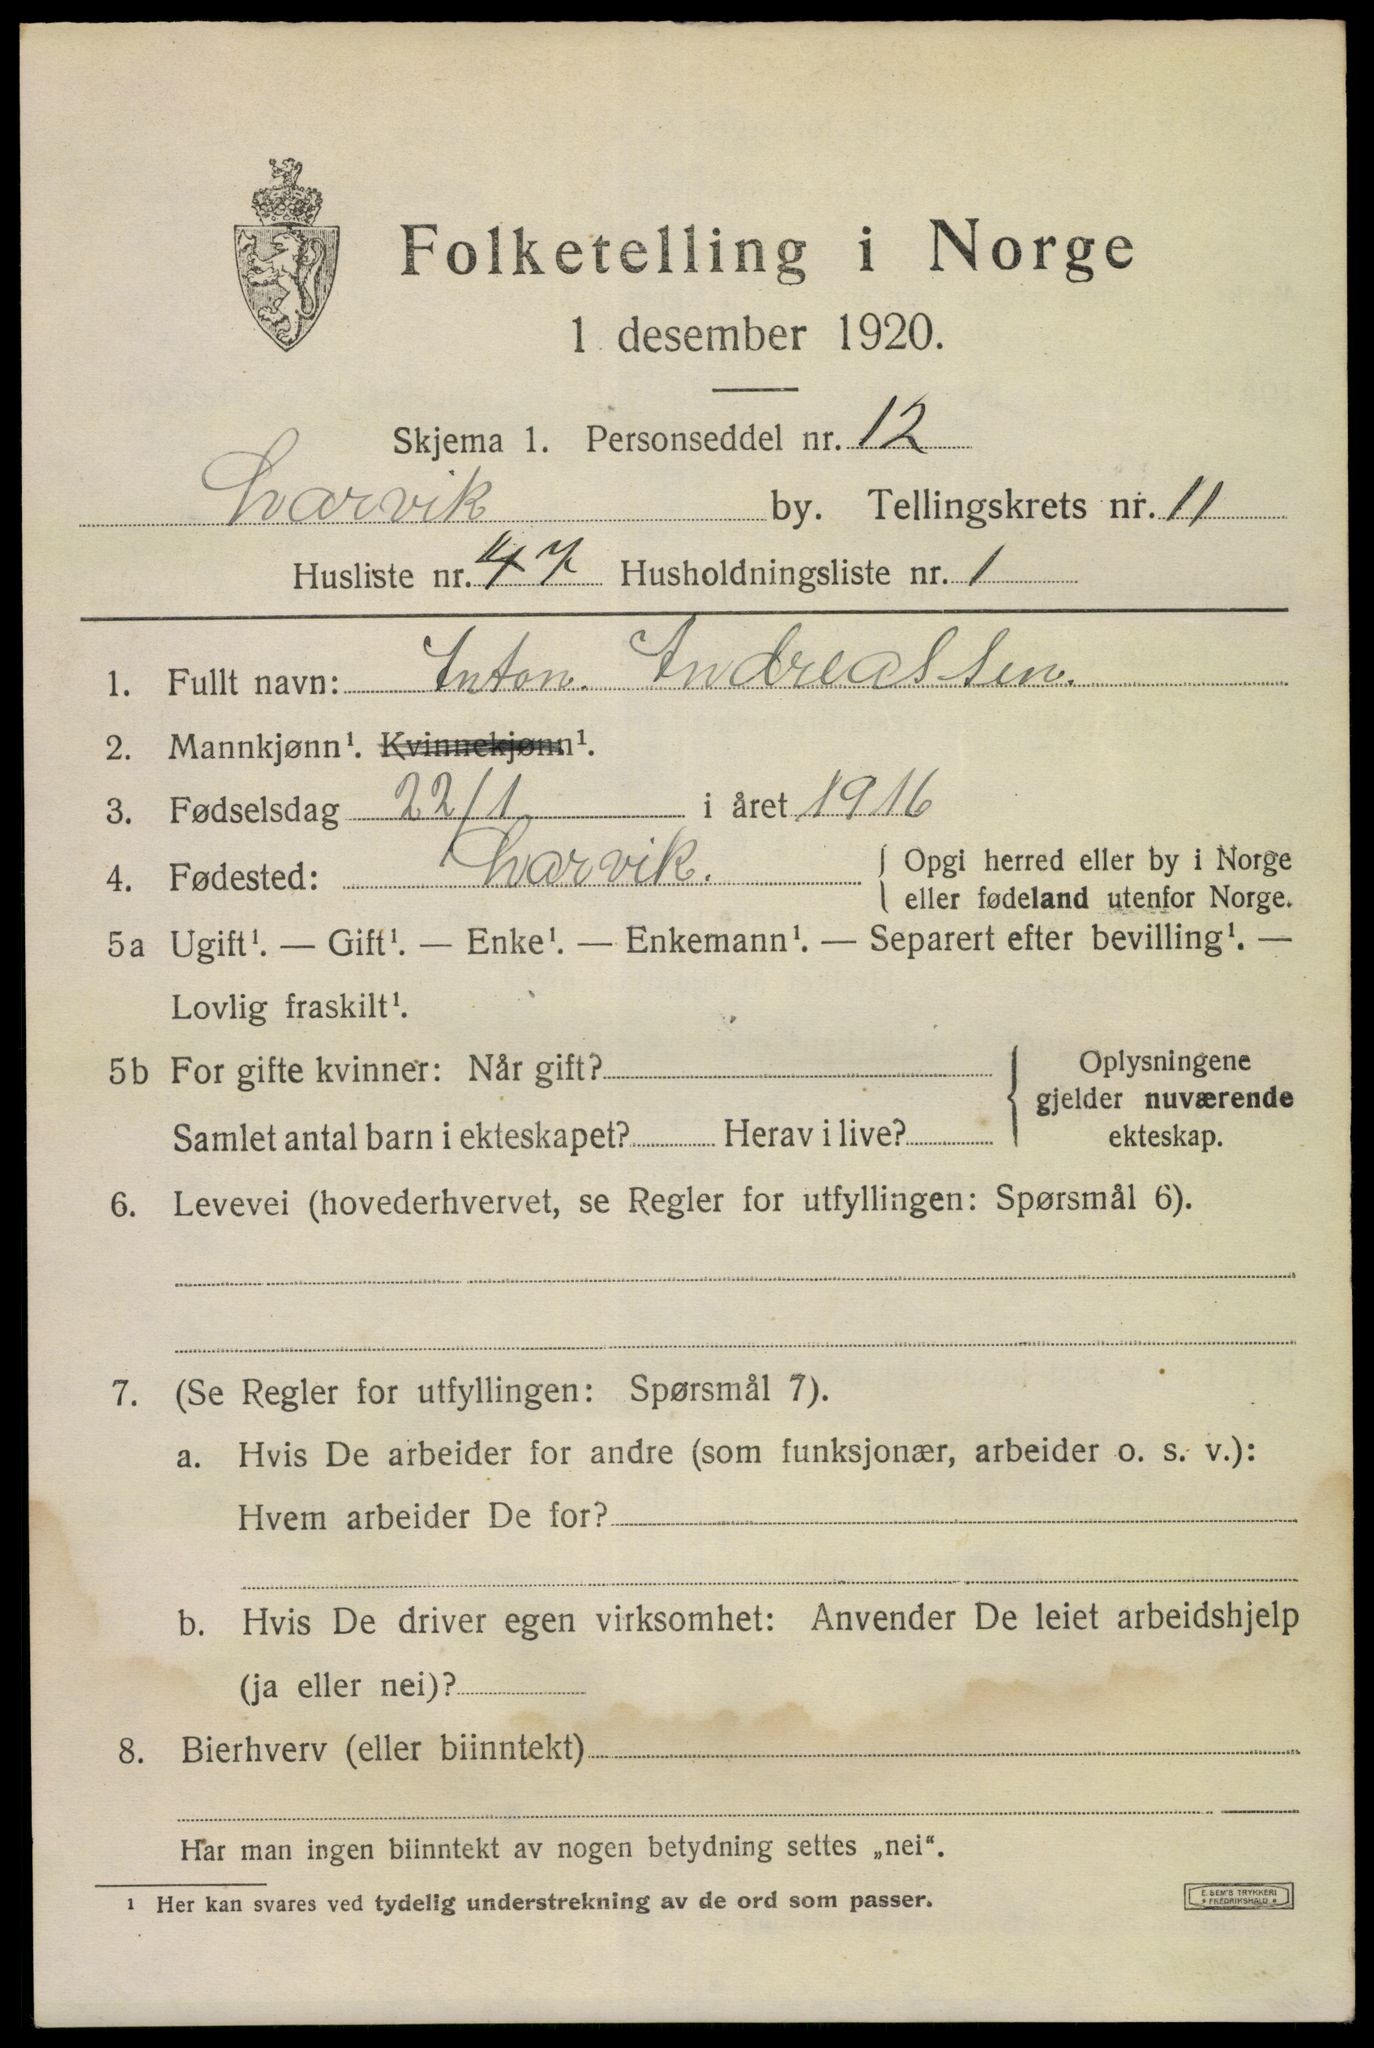 Folketelling i Norge
1 desember 1920.
Skjema 1. Personseddel nr. 12
Larvik by. Tellingskrets nr. 11
Husliste nr. 47 Husholdningsliste nr. 1
1. Fullt navn: Anton. Andreassen.
2. Mannkjønn¹. Kvinnekjønn¹.
3. Fødselsdag 22/1 i året 1916
4. Fødested: Larvik. { Opgi herred eller by i Norge
eller fødeland utenfor Norge.
5a Ugift¹. — Gift¹. — Enke¹. — Enkemann¹. — Separert efter bevilling¹. —
Lovlig fraskilt¹.
5b For gifte kvinner: Når gift?
Samlet antal barn i ekteskapet? Herav i live?
Oplysningene
gjelder nuværende
ekteskap.
6. Levevei (hovederhvervet, se Regler for utfyllingen: Spørsmål 6).
7. (Se Regler for utfyllingen: Spørsmål 7).
a. Hvis De arbeider for andre (som funksjonær, arbeider o. s. v.):
Hvem arbeider De for?
b. Hvis De driver egen virksomhet: Anvender De leiet arbeidshjelp
(ja eller nei)?
8. Bierhverv (eller biinntekt)
Har man ingen biinntekt av nogen betydning settes „nei“.
¹ Her kan svares ved tydelig understrekning av de ord som passer.
E. SEM'S TRYKKERI
* FREDRIKSHALD *